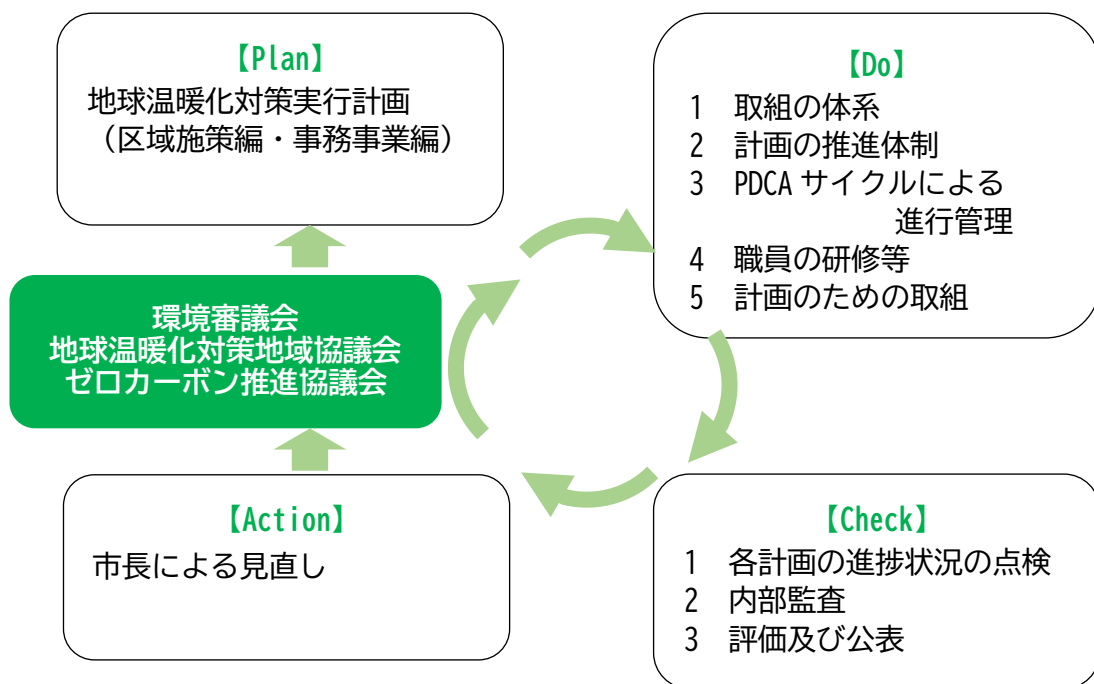 【Plan】
地球温暖化対策実行計画
（区域施策編・事務事業編）
【Do】
1 取組の体系
2 計画の推進体制
3 PDCA サイクルによる
進行管理
4 職員の研修等
5 計画のための取組
環境審議会
地球温暖化対策地域協議会
ゼロカーボン推進協議会
【Action】
市長による見直し
【Check】
1 各計画の進捗状況の点検
2 内部監査
3 評価及び公表